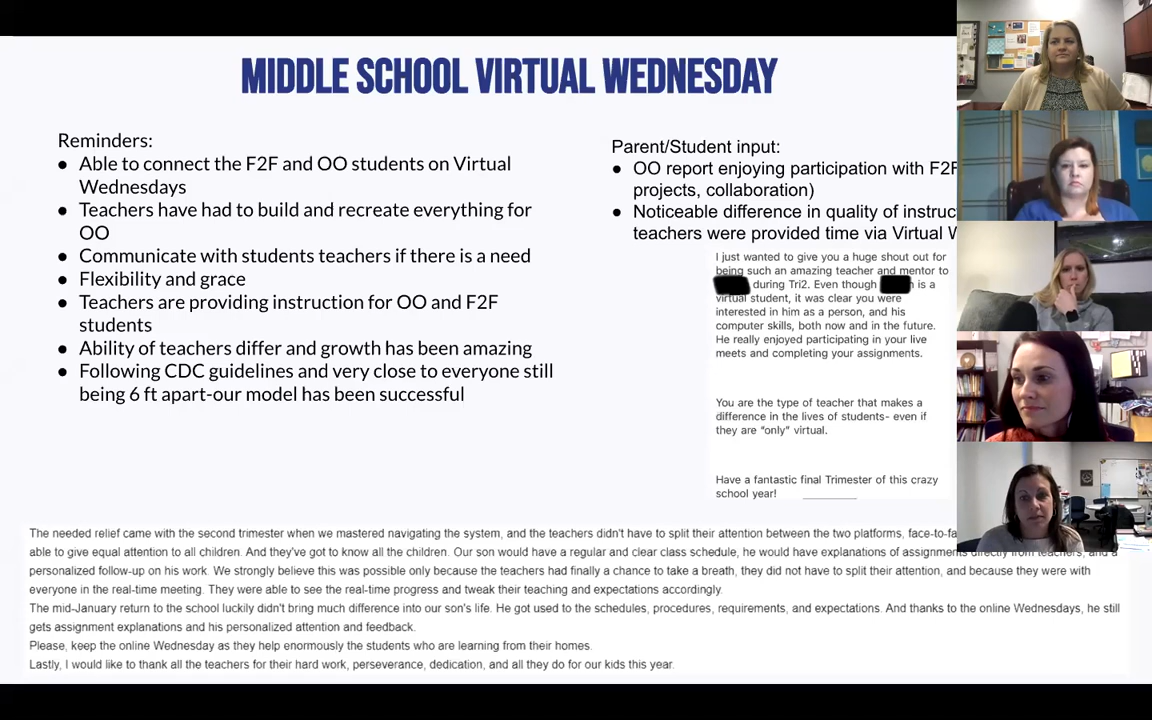 MIDDLE SCHOOL VIRTUAL WEDNESDAY
Reminders:
● Able to connect the F2F and OO students on Virtual
Wednesdays
● Teachers have had to build and recreate everything for
OO
● Communicate with students teachers if there is a need
● Flexibility and grace
● Teachers are providing instruction for OO and F2F
students
● Ability of teachers differ and growth has been amazing
● Following CDC guidelines and very close to everyone still
being 6 ft apart-our model has been successful
Parent/Student input:
● OO report enjoying participation with F2F
projects, collaboration)
● Noticeable difference in quality of instruc
teachers were provided time via Virtual W
I just wanted to give you a huge shout out for
being such an amazing teacher and mentor to
during Tri2. Even though is a
virtual student, it was clear you were
interested in him as a person, and his
computer skills, both now and in the future.
He really enjoyed participating in your live
meets and completing your assignments.
You are the type of teacher that makes a
difference in the lives of students- even if
they are “only” virtual.
Have a fantastic final Trimester of this crazy
school year!
The needed relief came with the second trimester when we mastered navigating the system, and the teachers didn't have to split their attention between the two platforms, face-to-fa
able to give equal attention to all children. And they've got to know all the children. Our son would have a regular and clear class schedule, he would have explanations of assignments directly from teachers, and a
personalized follow-up on his work. We strongly believe this was possible only because the teachers had finally a chance to take a breath, they did not have to split their attention, and because they were with
everyone in the real-time meeting. They were able to see the real-time progress and tweak their teaching and expectations accordingly.
The mid-January return to the school luckily didn't bring much difference into our son's life. He got used to the schedules, procedures, requirements, and expectations. And thanks to the online Wednesdays, he still
gets assignment explanations and his personalized attention and feedback.
Please, keep the online Wednesday as they help enormously the students who are learning from their homes.
Lastly, I would like to thank all the teachers for their hard work, perseverance, dedication, and all they do for our kids this year.